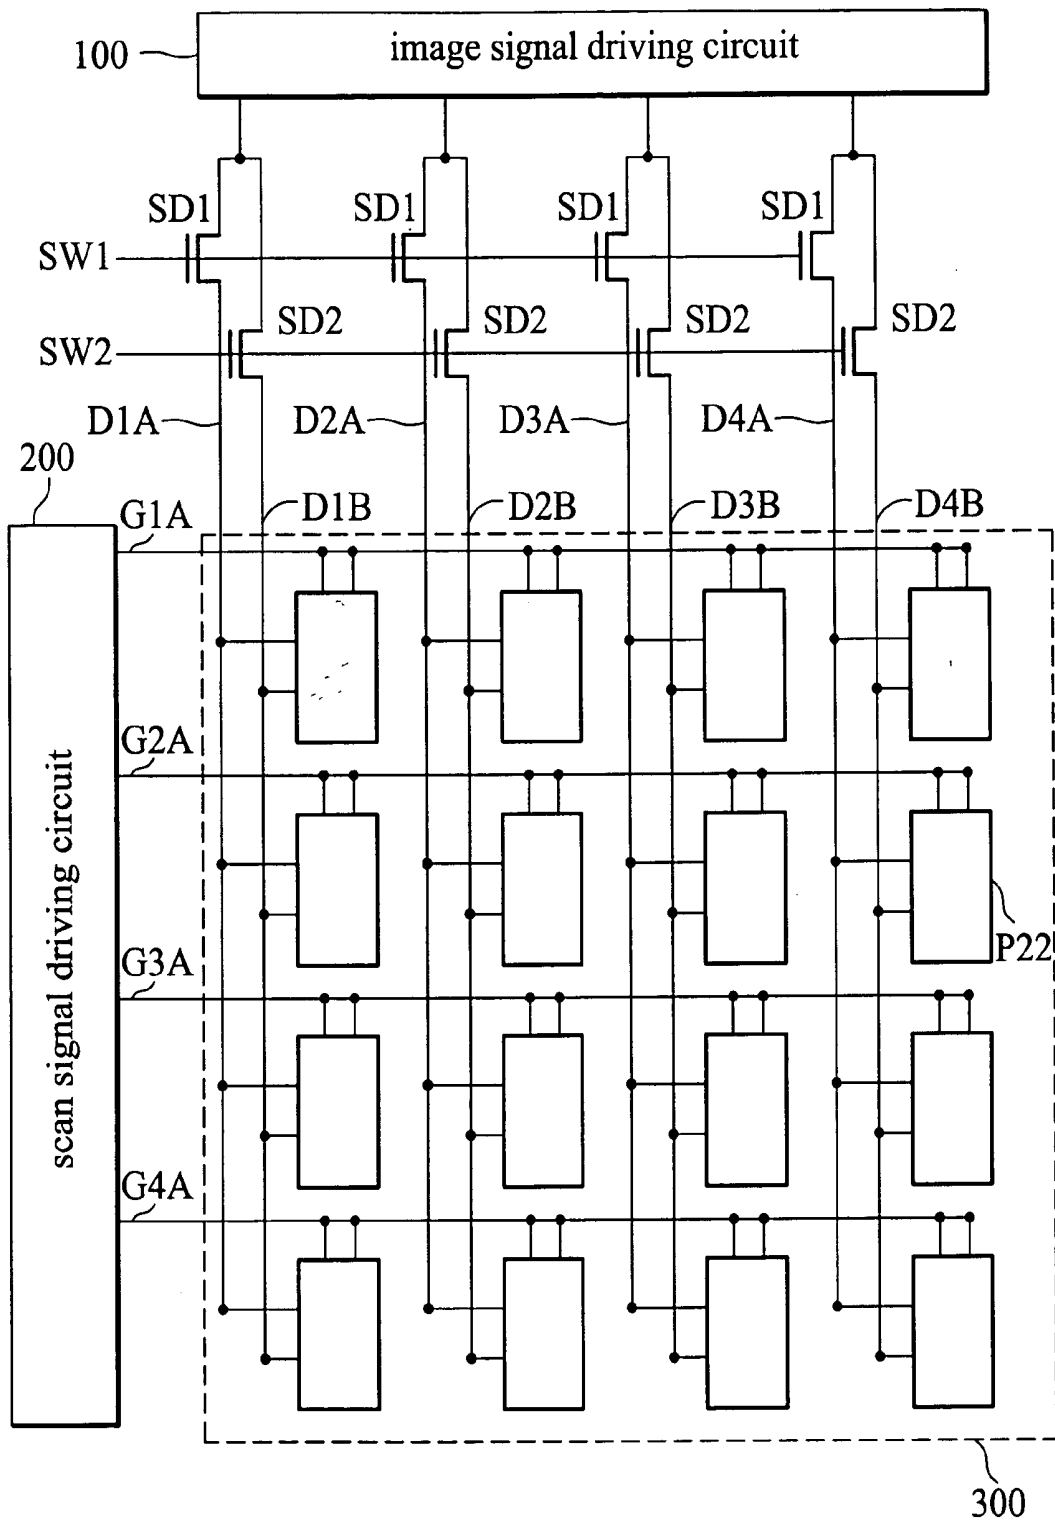 image signal driving circuit
100
SD1 SD1 SD1 SD1
SW1
SD2 SD2 SD2 SD2
SW2
D1A D2A D3A D4A
200
G1A D1B D2B D3B D4B
G2A
scan signal driving circuit
P22
G3A
G4A
300